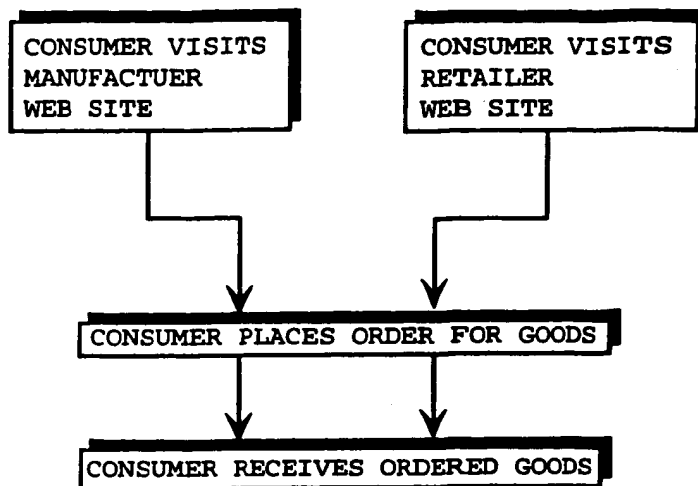 CONSUMER VISITS
MANUFACTUER
WEB SITE
CONSUMER VISITS
RETAILER
WEB SITE
CONSUMER PLACES ORDER FOR GOODS
CONSUMER RECEIVES ORDERED GOODS